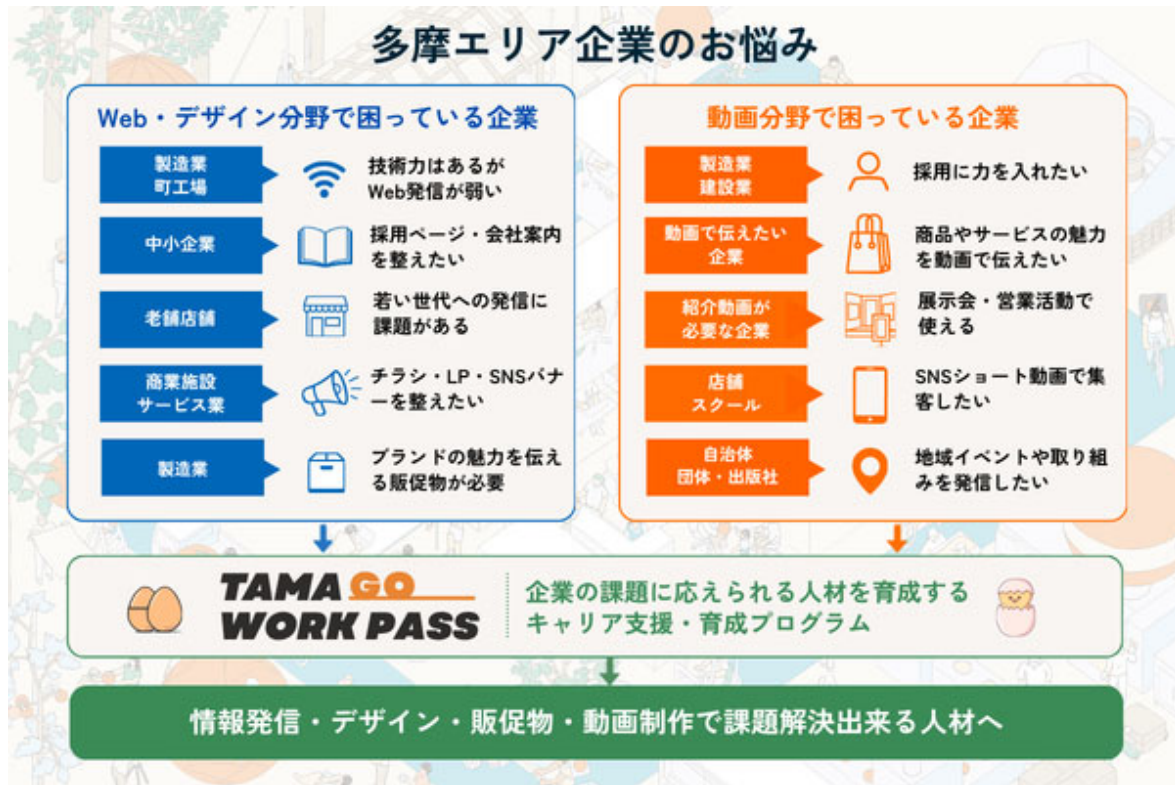 多摩エリア企業のお悩み
Web・デザイン分野で困っている企業
製造業
町工場
技術力はあるが
Web発信が弱い
中小企業
採用ページ・会社案内
を整えたい
老舗店舗
若い世代への発信に
課題がある
商業施設
サービス業
チラシ・LP・SNSバナ
ーを整えたい
製造業
ブランドの魅力を伝え
る販促物が必要
動画分野で困っている企業
製造業
建設業
採用に力を入れたい
動画で伝えたい
企業
商品やサービスの魅力
を動画で伝えたい
紹介動画が
必要な企業
展示会・営業活動で
使える
店舗
スクール
SNSショート動画で集
客したい
自治体
団体・出版社
地域イベントや取り組
みを発信したい
TAMA GO
WORK PASS
企業の課題に応えられる人材を育成する
キャリア支援・育成プログラム
情報発信・デザイン・販促物・動画制作で課題解決出来る人材へ